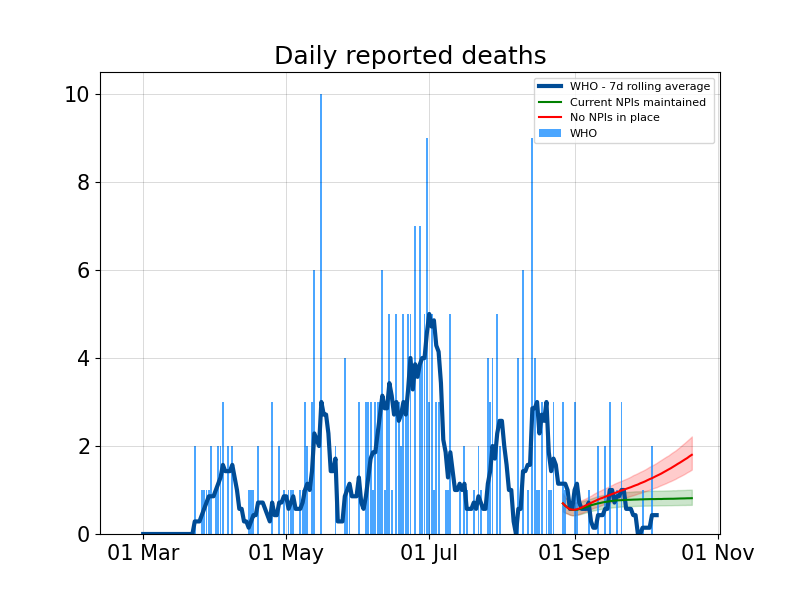 Daily reported deaths
WHO - 7d rolling average
Current NPIs maintained
No NPIs in place
WHO
10
8
6
4
2
0
01 Mar
01 May
01 Jul
01 Sep
01 Nov